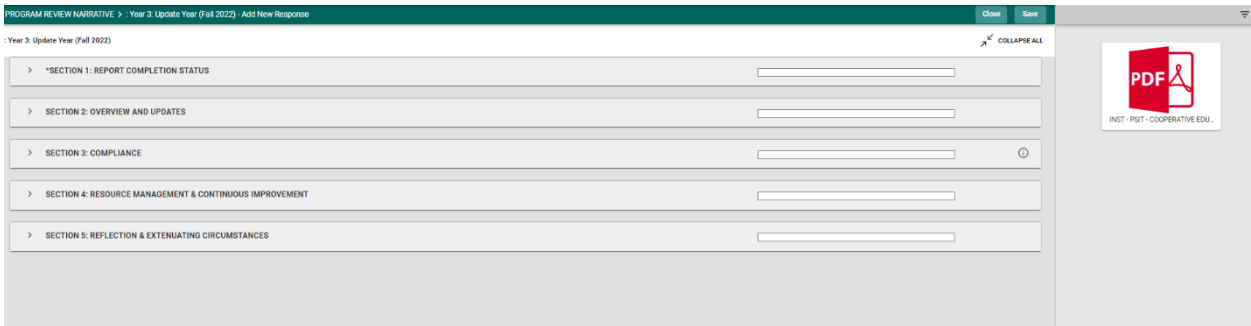 PROGRAM REVIEW NARRATIVE > : Year 3: Update Year (Fall 2022) - Add New Response
Close
Save
: Year 3: Update Year (Fall 2022)
COLLAPSE ALL
> *SECTION 1: REPORT COMPLETION STATUS
> SECTION 2: OVERVIEW AND UPDATES
> SECTION 3: COMPLIANCE
> SECTION 4: RESOURCE MANAGEMENT & CONTINUOUS IMPROVEMENT
> SECTION 5: REFLECTION & EXTENUATING CIRCUMSTANCES
PDF
INST - PSIT - COOPERATIVE EDU...